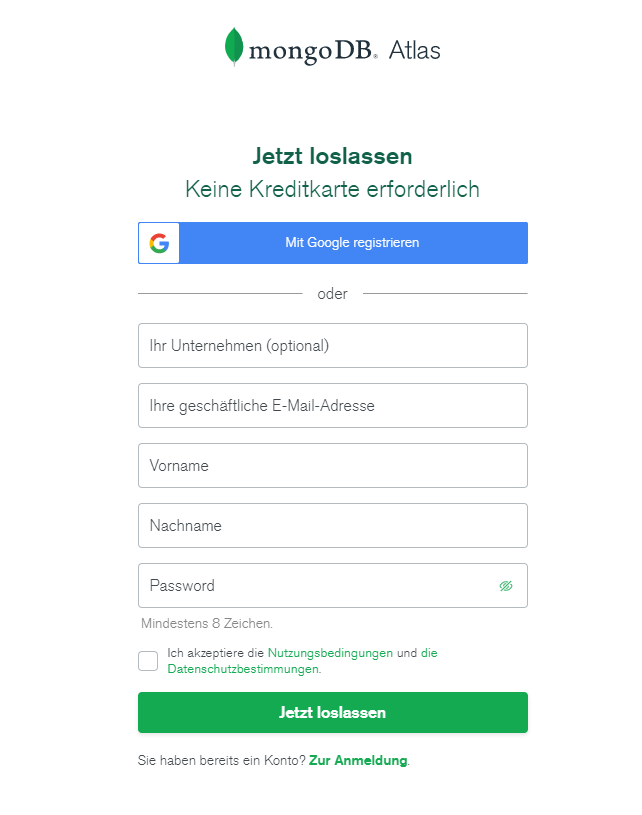 mongoDB® Atlas
Jetzt loslassen
Keine Kreditkarte erforderlich
Mit Google registrieren
oder
Ihr Unternehmen (optional)
Ihre geschäftliche E-Mail-Adresse
Vorname
Nachname
Password
Mindestens 8 Zeichen.
Ich akzeptiere die Nutzungsbedingungen und die
Datenschutzbestimmungen.
Jetzt loslassen
Sie haben bereits ein Konto? Zur Anmeldung.